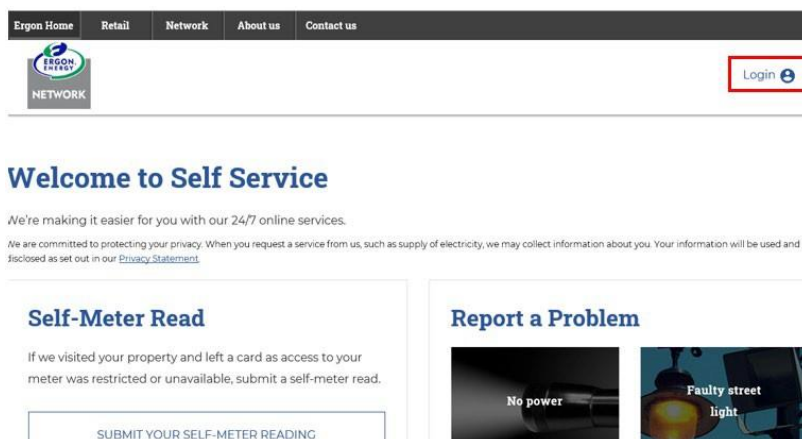 Ergon Home Retail Network About us Contact us
ERGON
ENERGY
NETWORK
Login
Welcome to Self Service
We're making it easier for you with our 24/7 online services.
We are committed to protecting your privacy. When you request a service from us, such as supply of electricity, we may collect information about you. Your information will be used and
disclosed as set out in our Privacy Statement
Self-Meter Read
If we visited your property and left a card as access to your
meter was restricted or unavailable, submit a self-meter read.
SUBMIT YOUR SELF-METER READING
Report a Problem
No power
Faulty street
light